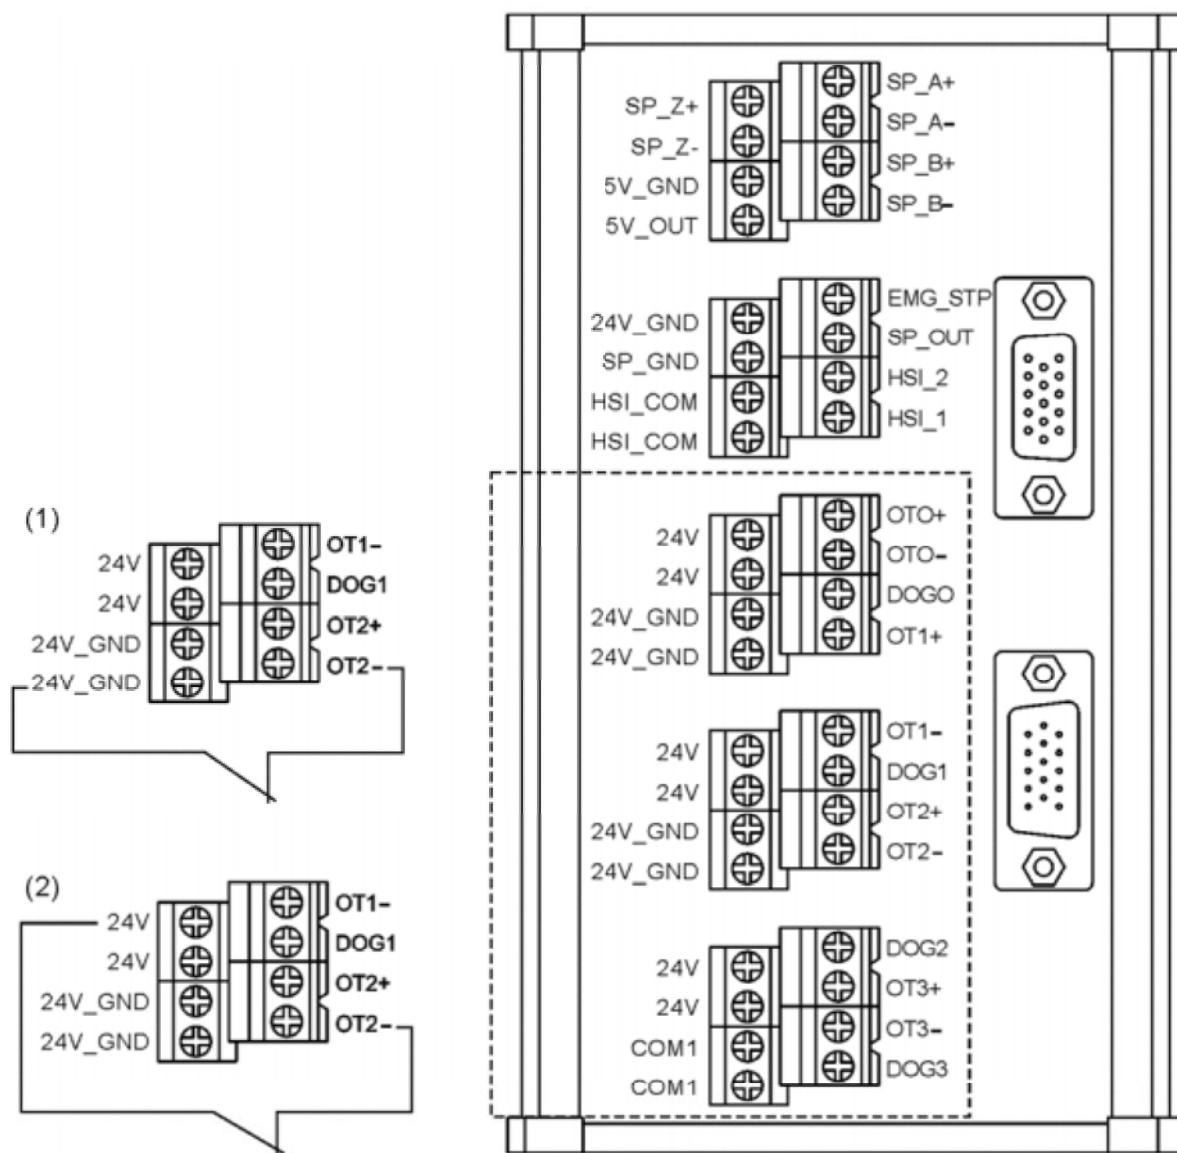 SP_A+
SP_Z+
SP_A-
SP_Z-
SP_B+
5V_GND
SP_B-
5V_OUT
EMG_STP
24V_GND
SP_OUT
SP_GND
HSI_2
HSI_COM
HSI_1
HSI_COM
OTO+
24V
OTO-
24V
DOGO
24V_GND
OT1+
24V_GND
OT1-
24V
DOG1
24V
OT2+
24V_GND
OT2-
24V_GND
DOG2
24V
OT3+
24V
OT3-
COM1
DOG3
COM1
(1)
OT1-
24V
DOG1
24V
OT2+
24V_GND
OT2-
24V_GND
(2)
OT1-
24V
DOG1
24V
OT2+
24V_GND
OT2-
24V_GND